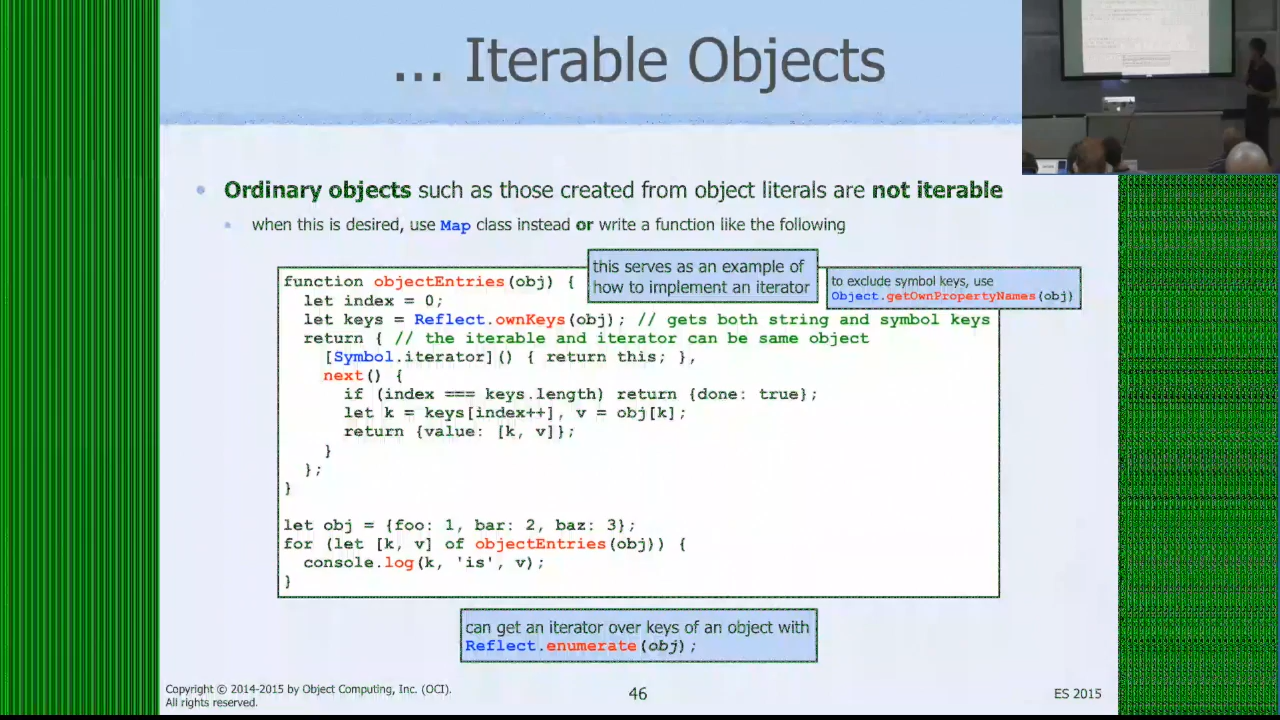 ... Iterable Objects
Ordinary objects such as those created from object literals are not iterable
when this is desired, use Map class instead or write a function like the following
this serves as an example of
how to implement an iterator
to exclude symbol keys, use
Object.getOwnPropertyNames(obj)
function objectEntries(obj) {
let index = 0;
let keys = Reflect.ownKeys(obj); // gets both string and symbol keys
return { // the iterable and iterator can be same object
[Symbol.iterator]() { return this; },
next() {
if (index === keys.length) return {done: true};
let k = keys[index++], v = obj[k];
return {value: [k, v]};
}
};
}
let obj = {foo: 1, bar: 2, baz: 3};
for (let [k, v] of objectEntries(obj)) {
console.log(k, 'is', v);
}
can get an iterator over keys of an object with
Reflect.enumerate(obj);
Copyright © 2014-2015 by Object Computing, Inc. (OCI).
All rights reserved.
46
ES 2015